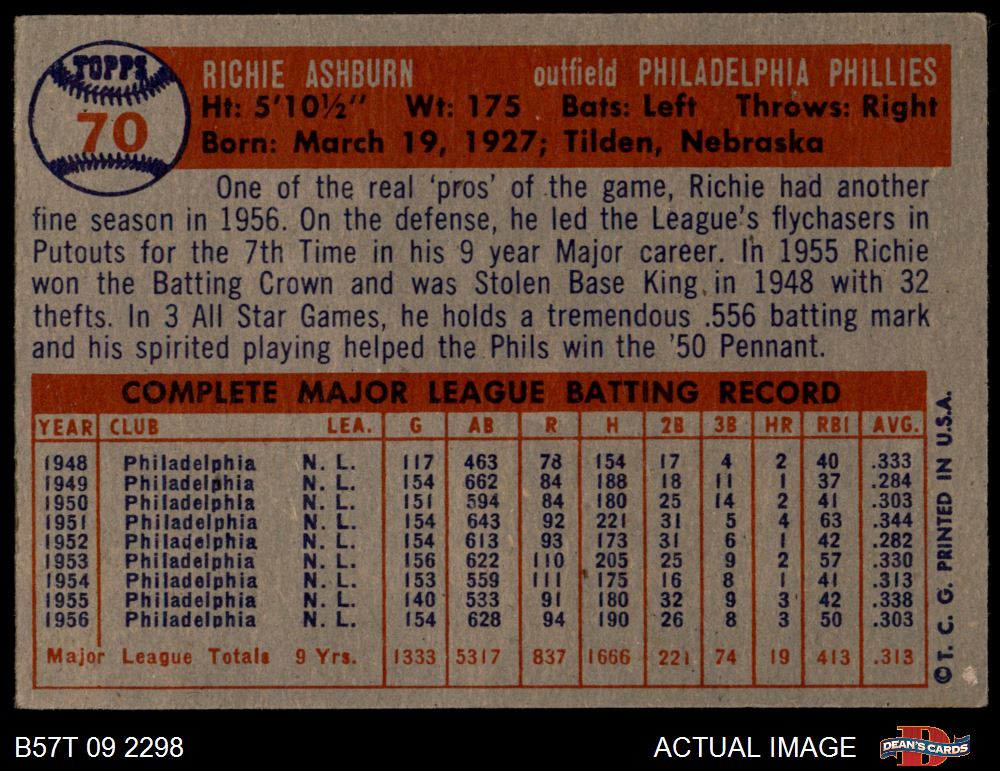 TOPPS
70
RICHIE ASHBURN outfield PHILADELPHIA PHILLIES
Ht: 5'10½" Wt: 175 Bats: Left Throws: Right
Born: March 19, 1927; Tilden, Nebraska
One of the real 'pros' of the game, Richie had another
fine season in 1956. On the defense, he led the League's flychasers in
Putouts for the 7th Time in his 9 year Major career. In 1955 Richie
won the Batting Crown and was Stolen Base King in 1948 with 32
thefts. In 3 All Star Games, he holds a tremendous .556 batting mark
and his spirited playing helped the Phils win the '50 Pennant.
COMPLETE MAJOR LEAGUE BATTING RECORD
YEAR CLUB LEA. G AB R H 2B 3B HR RBI AVG.
1948 Philadelphia N. L. 117 463 78 154 17 4 2 40 .333
1949 Philadelphia N. L. 154 662 84 188 18 11 1 37 .284
1950 Philadelphia N. L. 151 594 84 180 25 14 2 41 .303
1951 Philadelphia N. L. 154 643 92 221 31 5 4 63 .344
1952 Philadelphia N. L. 154 613 93 173 31 6 1 42 .282
1953 Philadelphia N. L. 156 622 110 205 25 9 2 57 .330
1954 Philadelphia N. L. 153 559 111 175 16 8 1 41 .313
1955 Philadelphia N. L. 140 533 91 180 32 9 3 42 .338
1956 Philadelphia N. L. 154 628 94 190 26 8 3 50 .303
Major League Totals 9 Yrs. 1333 5317 837 1666 221 74 19 413 .313
©T. C. G. PRINTED IN U.S.A.
B57T 09 2298 ACTUAL IMAGE
DEAN'S CARDS